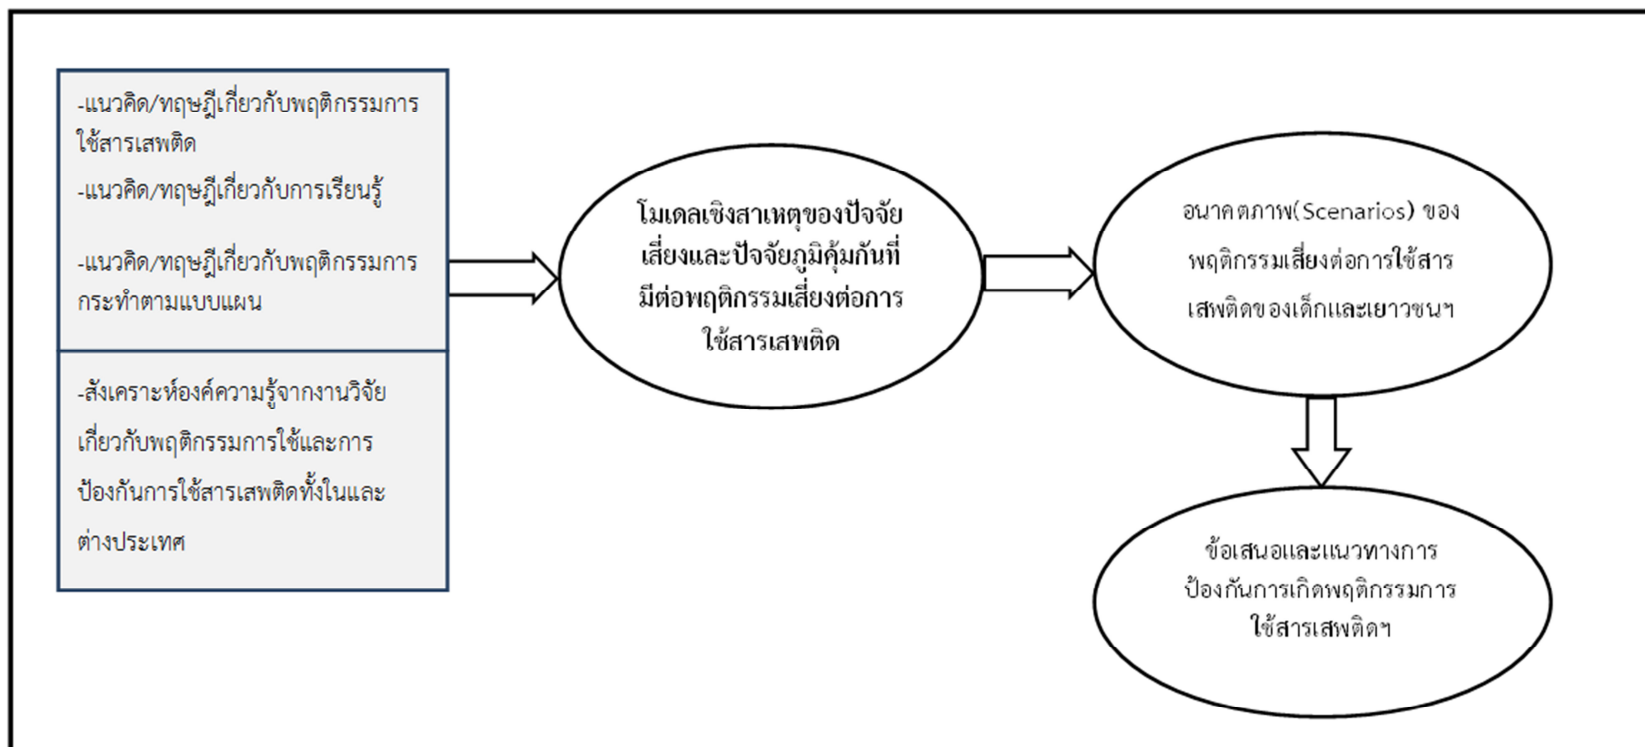 -แนวคิด/ทฤษฎีเกี่ยวกับพฤติกรรมการ
ใช้สารเสพติด
-แนวคิด/ทฤษฎีเกี่ยวกับการเรียนรู้
-แนวคิด/ทฤษฎีเกี่ยวกับพฤติกรรมการ
กระทำตามแบบแผน
-สังเคราะห์องค์ความรู้จากงานวิจัย
เกี่ยวกับพฤติกรรมการใช้และการ
ป้องกันการใช้สารเสพติดทั้งในและ
ต่างประเทศ
โมเดลเชิงสาเหตุของปัจจัย
เสี่ยงและปัจจัยภูมิคุ้มกันที่
มีต่อพฤติกรรมเสี่ยงต่อการ
ใช้สารเสพติด
อนาคตภาพ(Scenarios) ของ
พฤติกรรมเสี่ยงต่อการใช้สาร
เสพติดของเด็กและเยาวชนฯ
ข้อเสนอและแนวทางการ
ป้องกันการเกิดพฤติกรรมการ
ใช้สารเสพติดฯ